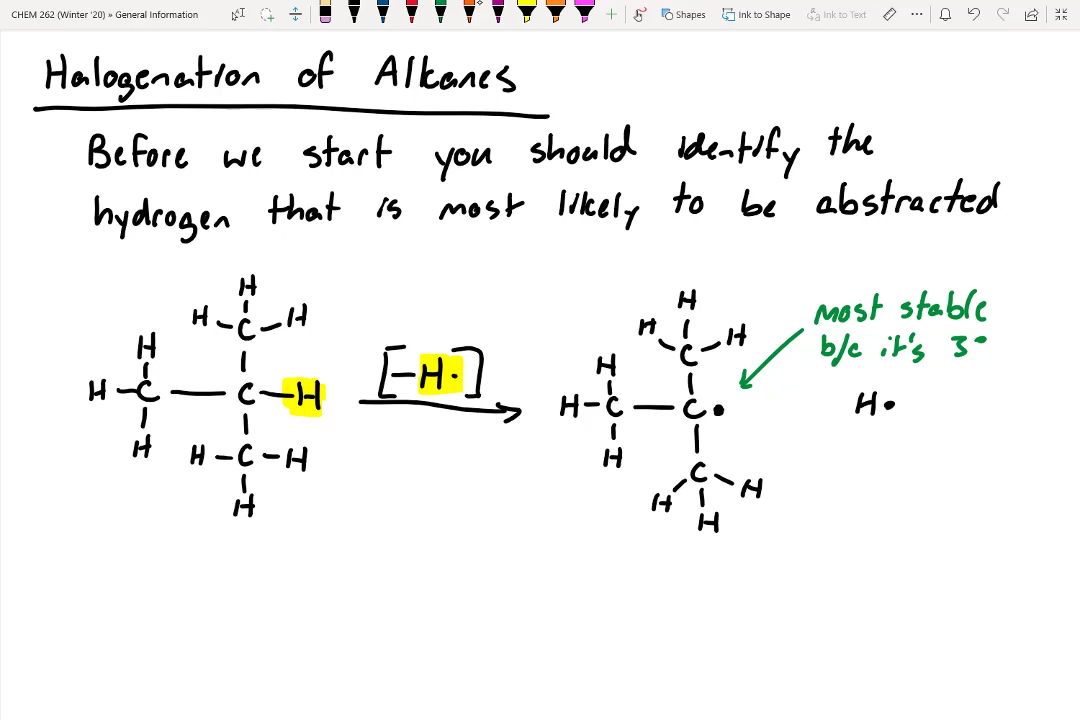 CHEM 262 (Winter '20) » General Information
Shapes
Ink to Shape
Ink to Text
Halogenation of Alkanes
Before we start you should identify the
hydrogen that is most likely to be abstracted
H
H C H
H
H C C H
H
H C H
H
[-H·]
H
H C H
H
H C C•
H
C
H H
H
most stable
b/c it's 3°
H•